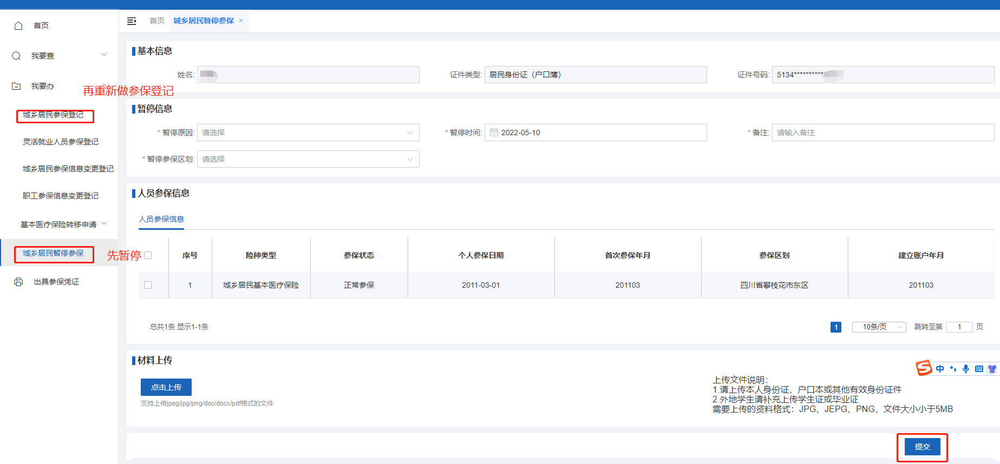 首页
我要查
我要办
再重新做参保登记
城乡居民参保登记
灵活就业人员参保登记
城乡居民参保信息变更登记
职工参保信息变更登记
基本医疗保险转移申请
城乡居民暂停参保
先暂停
出具参保凭证
首页 城乡居民暂停参保 ×
基本信息
姓名: 证件类型: 居民身份证（户口簿） 证件号码: 5134**********
暂停信息
* 暂停原因: 请选择 * 暂停时间: 2022-05-10 * 备注: 请输入备注
* 暂停参保区划: 请选择
人员参保信息
人员参保信息
序号 险种类型 参保状态 个人参保日期 首次参保年月 参保区划 建立账户年月
1 城乡居民基本医疗保险 正常参保 2011-03-01 201103 四川省攀枝花市东区 201103
总共1条 显示1-1条 1 10条/页 跳转至第 1 页
材料上传
点击上传
支持上传jpeg/jpg/png/doc/docx/pdf格式的文件
S 中 °,
上传文件说明：
1.请上传本人身份证、户口本或其他有效身份证件
2.外地学生请补充上传学生证或毕业证
需要上传的资料格式：JPG、JEPG、PNG，文件大小小于5MB
提交